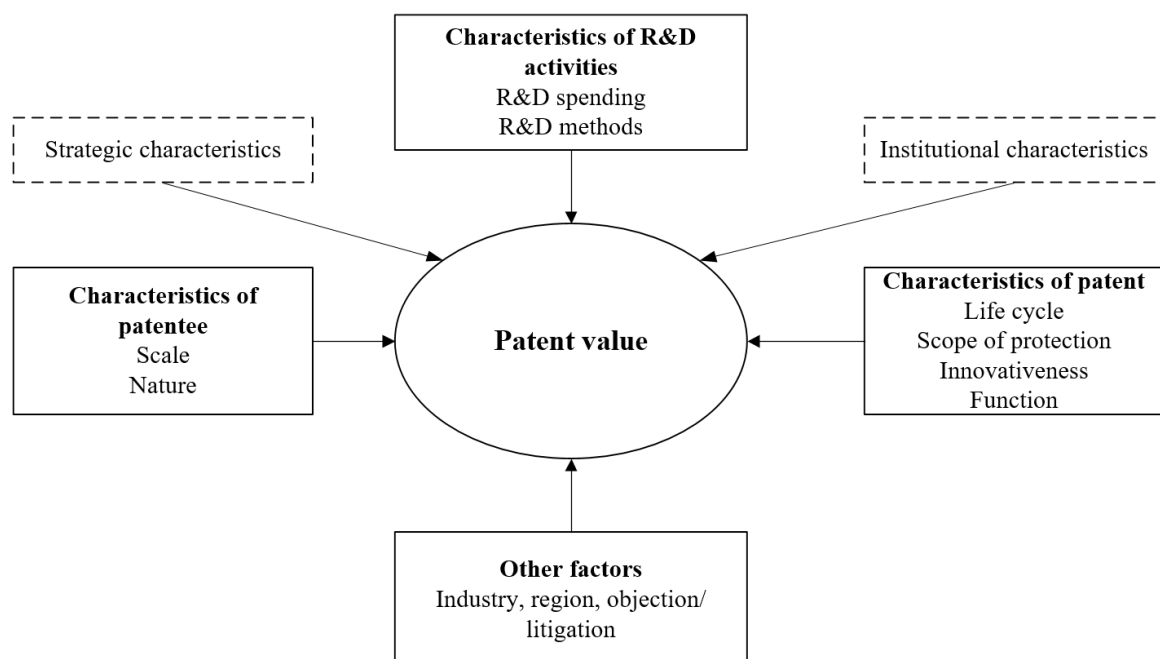 Characteristics of R&D
activities
R&D spending
R&D methods
Strategic characteristics
Institutional characteristics
Characteristics of
patentee
Scale
Nature
Patent value
Characteristics of patent
Life cycle
Scope of protection
Innovativeness
Function
Other factors
Industry, region, objection/
litigation